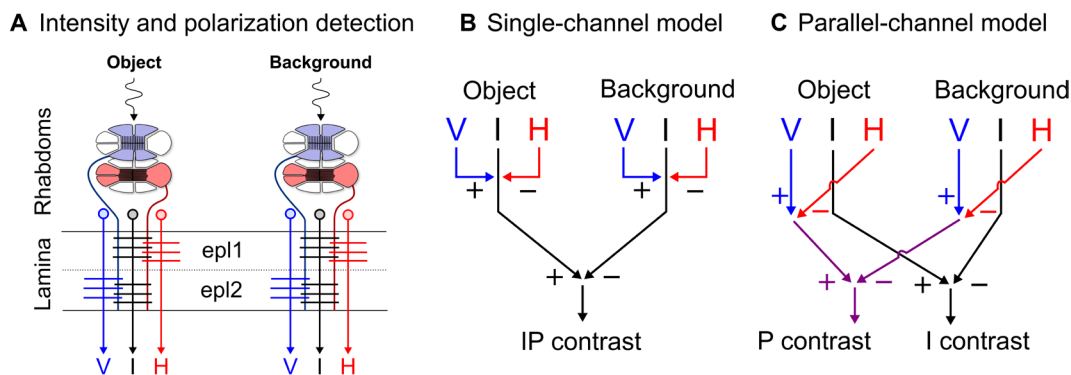 A Intensity and polarization detection
Object Background
Rhabdoms
Lamina
epl1
epl2
V I H V I H
B Single-channel model
Object Background
V I H V I H
+ − + −
+ −
IP contrast
C Parallel-channel model
Object Background
V I H V I H
+ − + −
+ − + −
P contrast I contrast